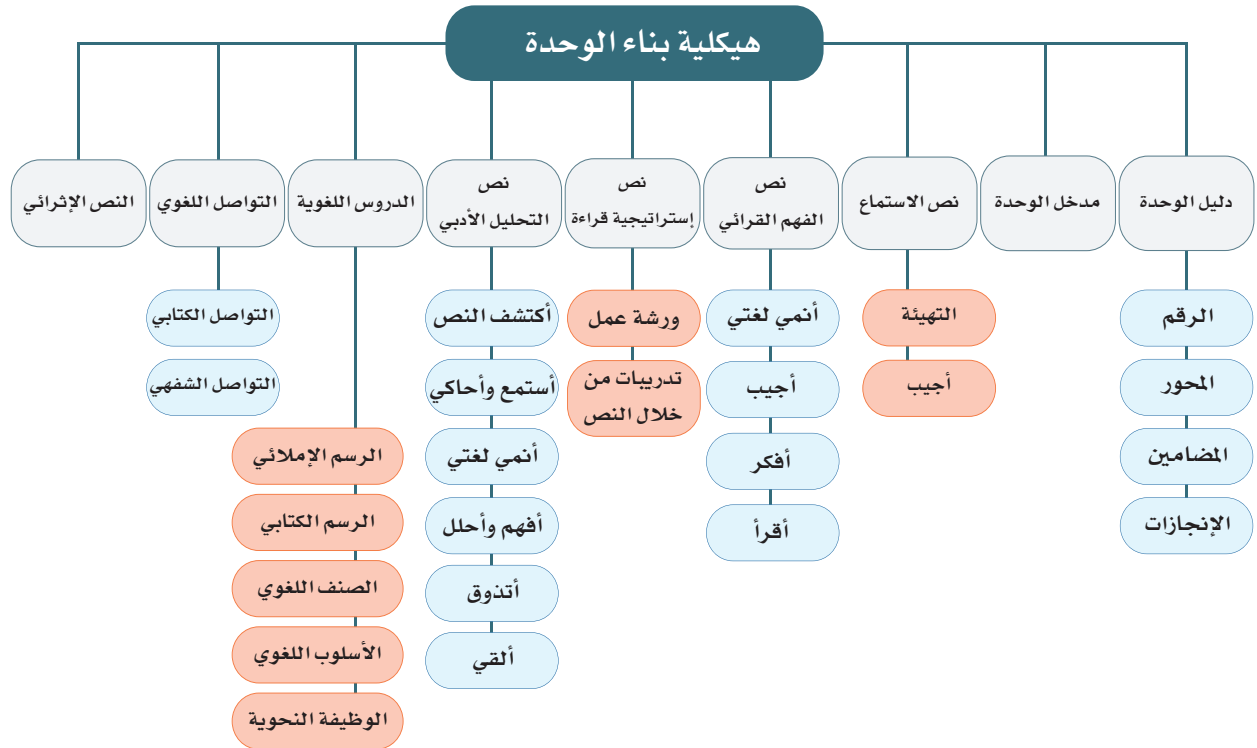 هيكلية بناء الوحدة
دليل الوحدة
الرقم
المحور
المضامين
الإنجازات
مدخل الوحدة
نص الاستماع
التهيئة
أجيب
نص
الفهم القرائي
أنمي لغتي
أجيب
أفكر
أقرأ
نص
إستراتيجية قراءة
ورشة عمل
تدريبات من
خلال النص
نص
التحليل الأدبي
أكتشف النص
أستمع وأحاكي
أنمي لغتي
أفهم وأحلل
أتذوق
ألقي
الدروس اللغوية
الرسم الإملائي
الرسم الكتابي
الصنف اللغوي
الأسلوب اللغوي
الوظيفة النحوية
التواصل اللغوي
التواصل الكتابي
التواصل الشفهي
النص الإثرائي